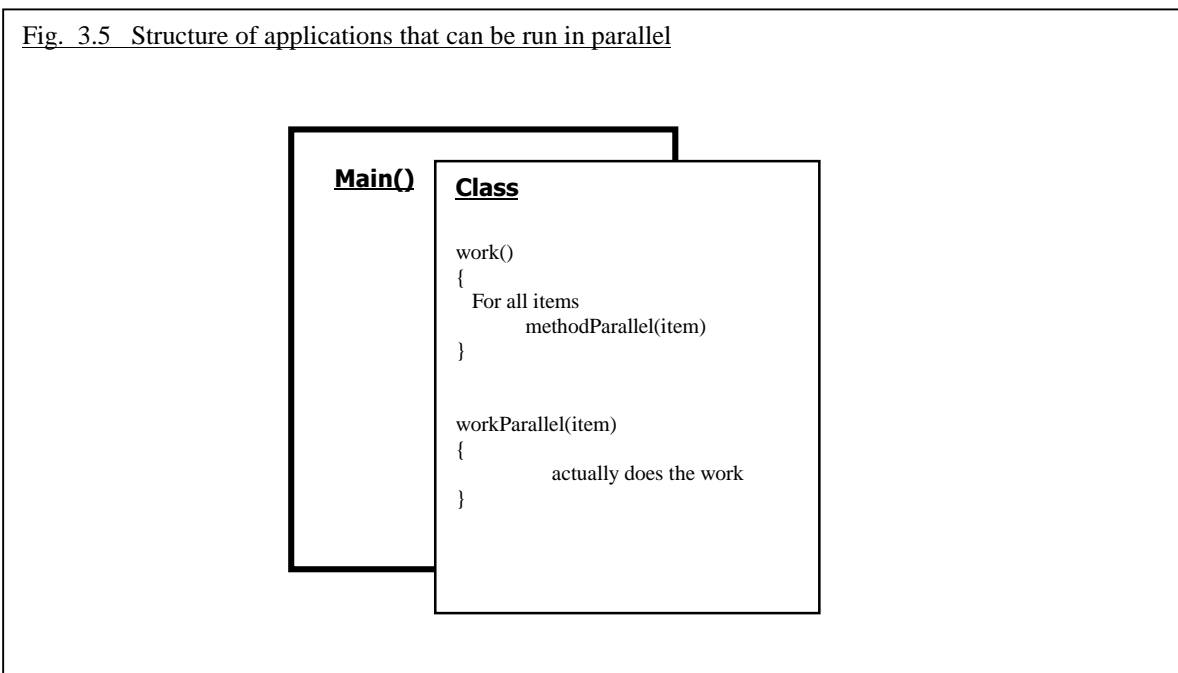 Fig. 3.5 Structure of applications that can be run in parallel
Main()
Class
work()
{
For all items
methodParallel(item)
}
workParallel(item)
{
actually does the work
}